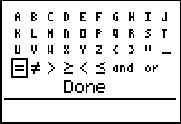 A B C D E F G H I J
K L M N O P Q R S T
U V W X Y Z { } " _
= ≠ > ≥ < ≤ and or
Done